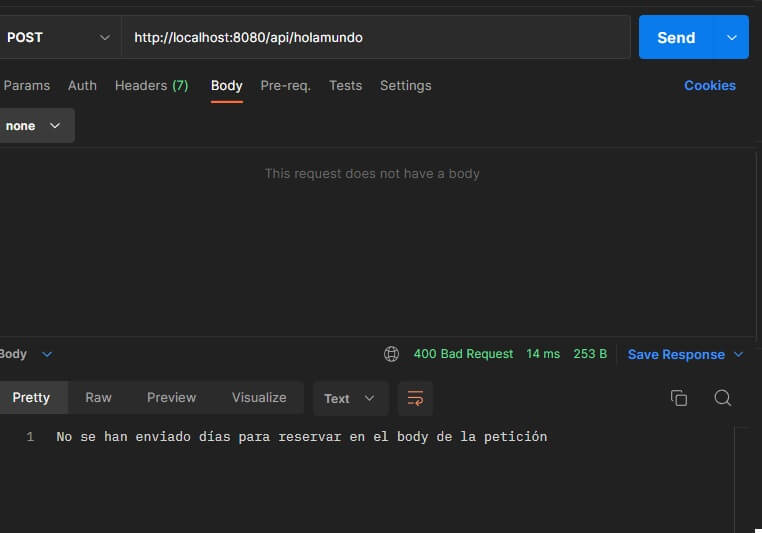 POST http://localhost:8080/api/holamundo Send
Params Auth Headers (7) Body Pre-req. Tests Settings Cookies
none
This request does not have a body
Body 400 Bad Request 14 ms 253 B Save Response
Pretty Raw Preview Visualize Text
1 No se han enviado días para reservar en el body de la petición